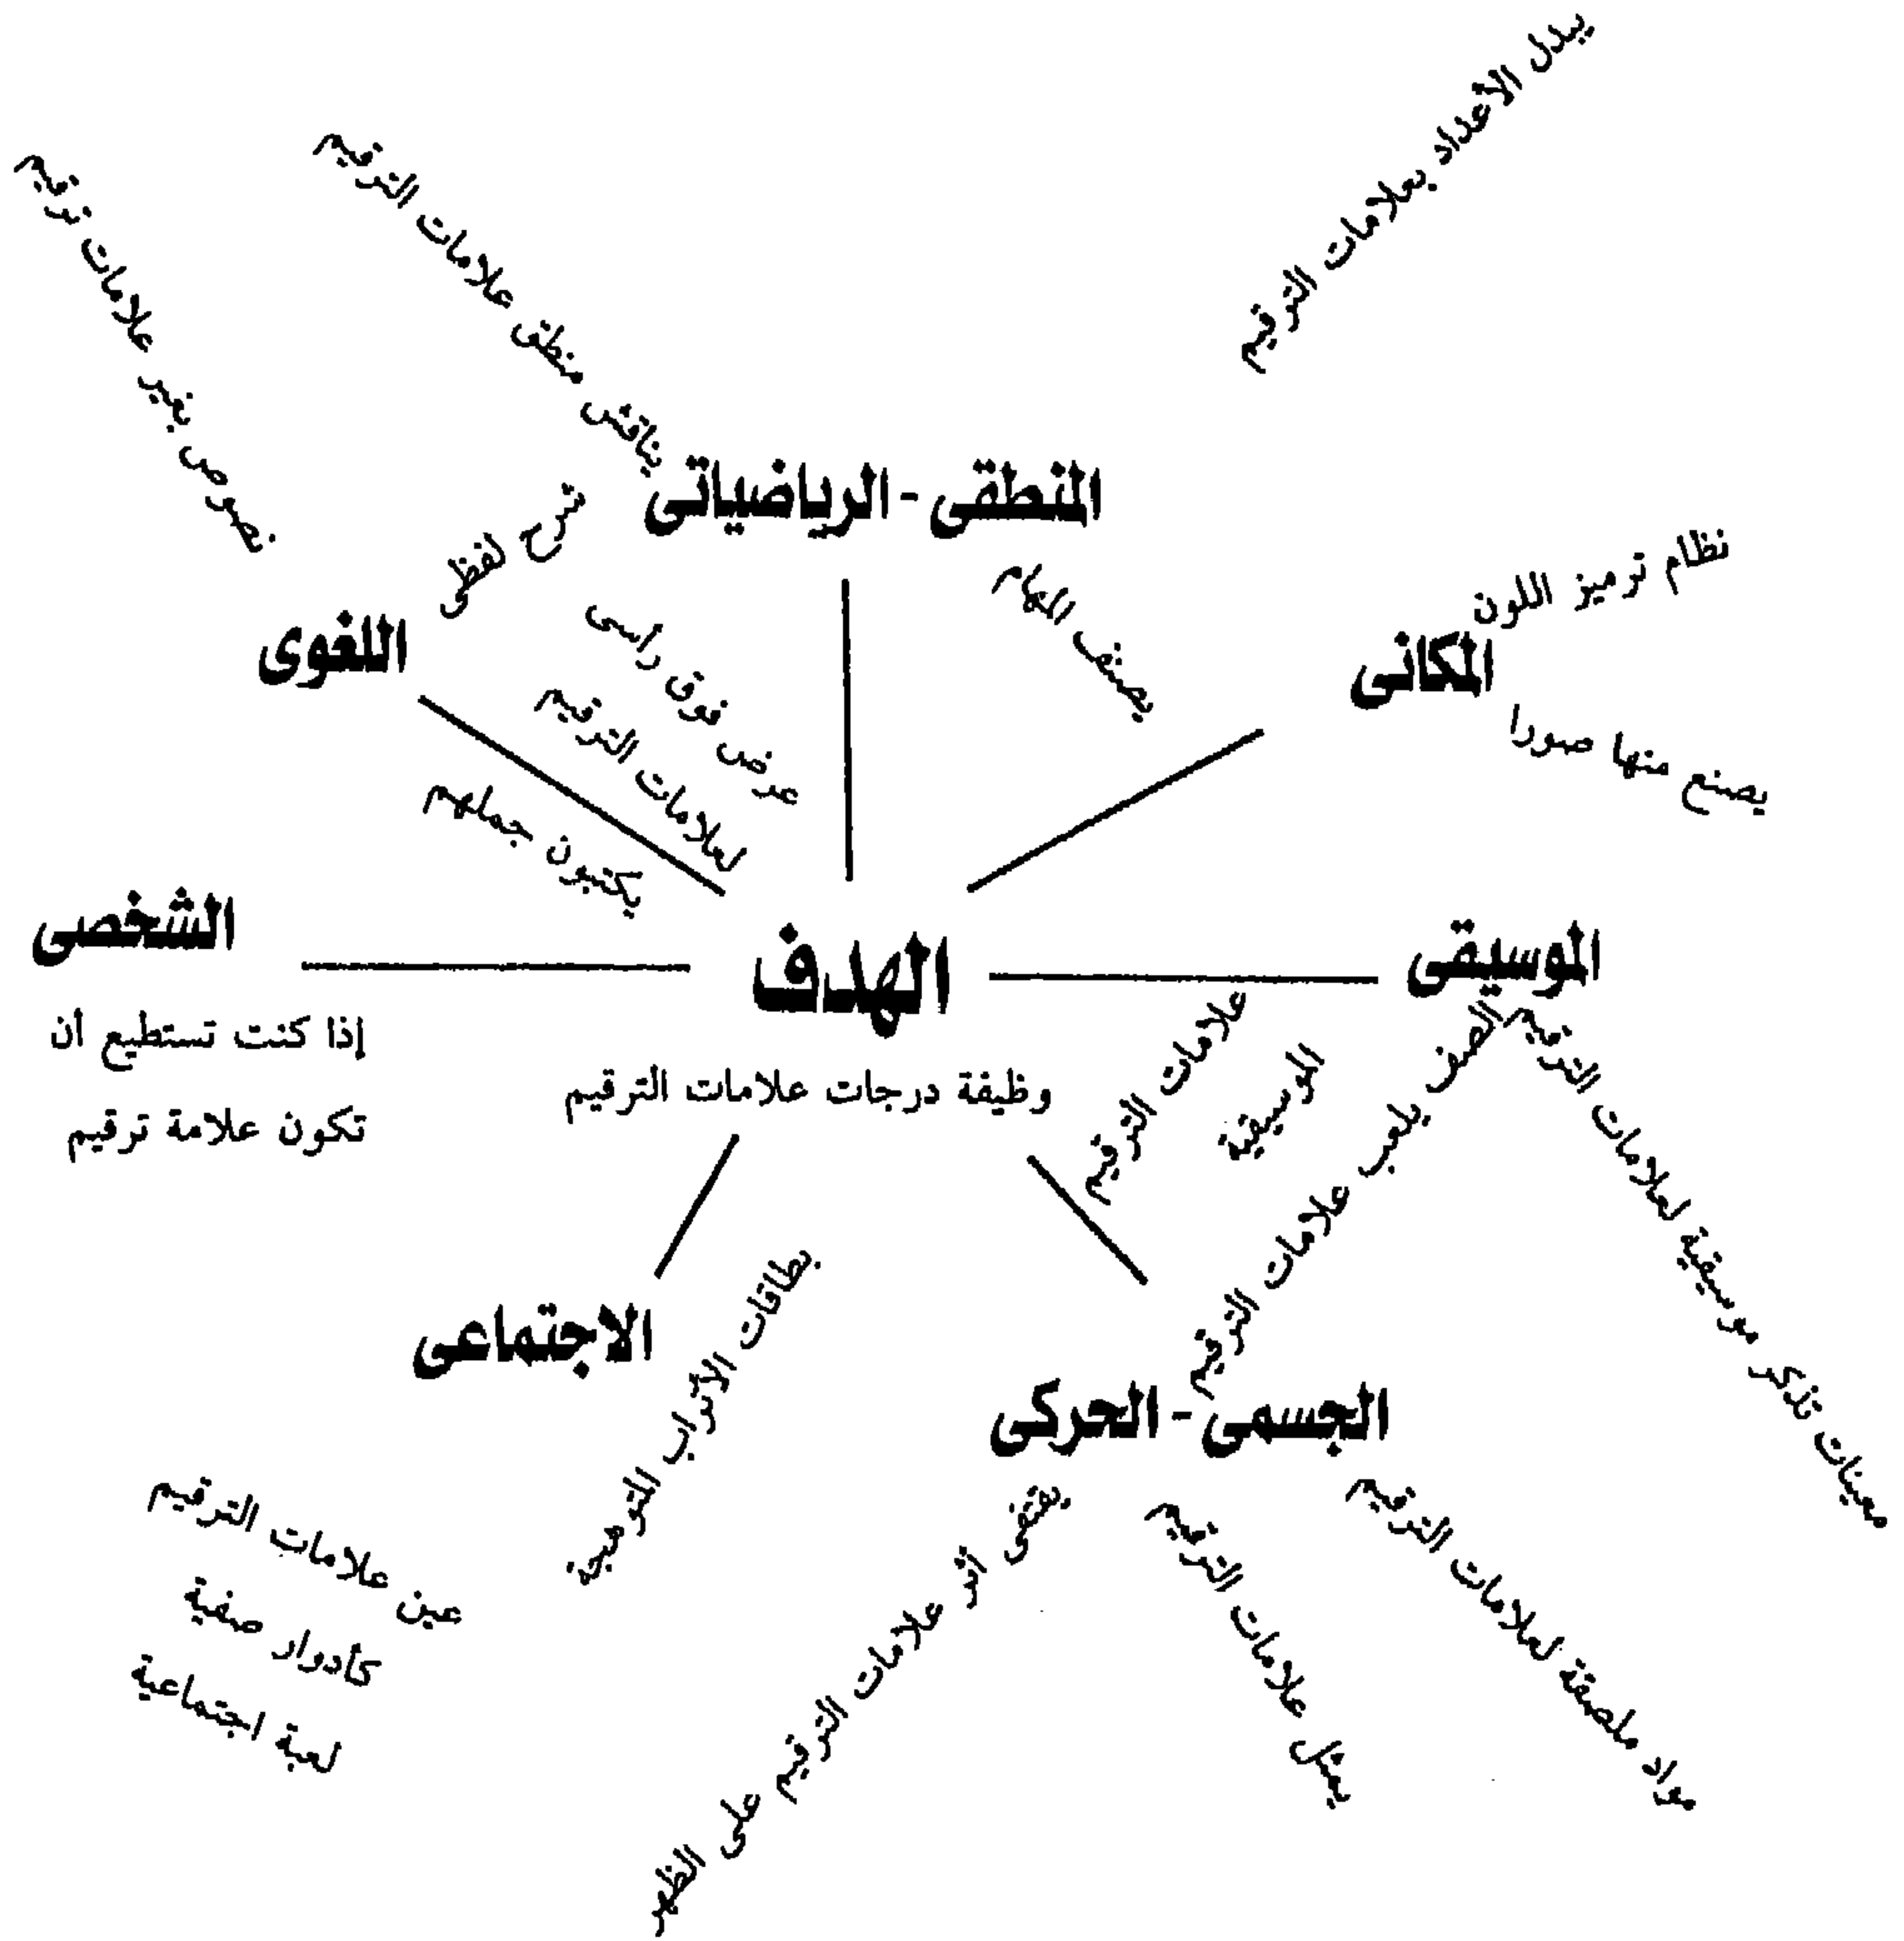 يبدل الأعداد بعلامات الترقيم
يناقش منطق علامات الترقيم
نصوص بغير علامات ترقيم
المنطقى - الرياضياتى
شرح لفظى
يصنف المهام
نظام ترميز اللون
اللغوى
المكانى
يصنع منها صورا
عرض فوق راسى
لعلامات الترقيم
يكتبون جملهم
الشخصى
الهدف
الموسيقى
إذا كنت تستطيع أن
تكون علامة ترقيم
وظيفة درجات علامات الترقيم
علامات الترقيم
الموسيقية
الصف يلعب علامات الترقيم
معينات تذكر موسيقية لعلامات الترقيم
الاجتماعى
بطاقات الأتراب التوجيهية
الجسمى - الحركى
عين علامات الترقيم
كأدوار صفية
لعبة اجتماعية
يقتفى أثر علامات الترقيم على الظهر
يمثل علامات الترقيم
مواد ملصقة لعلامات الترقيم